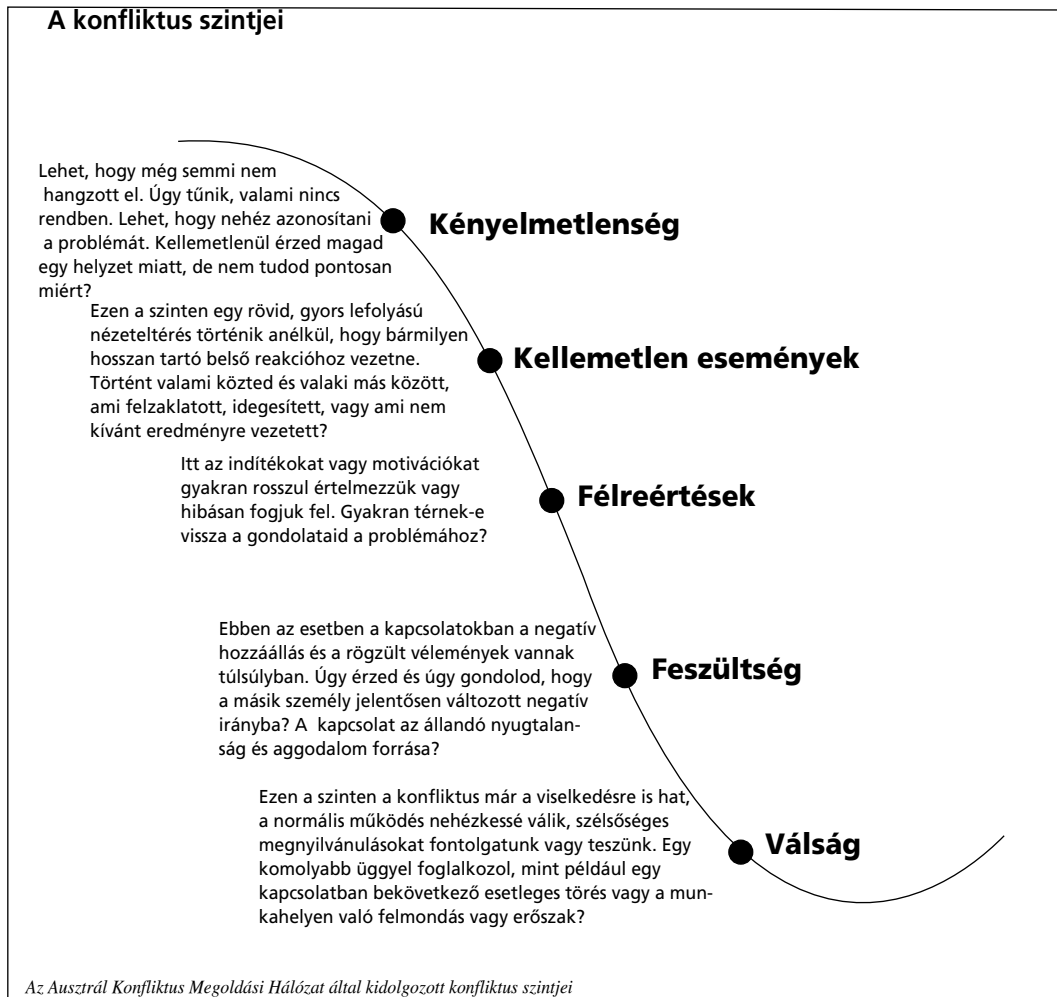 A konfliktus szintjei
Lehet, hogy még semmi nem
hangzott el. Úgy tűnik, valami nincs
rendben. Lehet, hogy nehéz azonosítani
a problémát. Kellemetlenül érzed magad
egy helyzet miatt, de nem tudod pontosan
miért?
Kényelmetlenség
Ezen a szinten egy rövid, gyors lefolyású
nézeteltérés történik anélkül, hogy bármilyen
hosszan tartó belső reakcióhoz vezetne.
Történt valami közted és valaki más között,
ami felzaklatott, idegesített, vagy ami nem
kívánt eredményre vezetett?
Kellemetlen események
Itt az indítékokat vagy motivációkat
gyakran rosszul értelmezzük vagy
hibásan fogjuk fel. Gyakran térnek-e
vissza a gondolataid a problémához?
Félreértések
Ebben az esetben a kapcsolatokban a negatív
hozzáállás és a rögzült vélemények vannak
túlsúlyban. Úgy érzed és úgy gondolod, hogy
a másik személy jelentősen változott negatív
irányba? A kapcsolat az állandó nyugtalan-
ság és aggodalom forrása?
Feszültség
Ezen a szinten a konfliktus már a viselkedésre is hat,
a normális működés nehézkessé válik, szélsőséges
megnyilvánulásokat fontolgatunk vagy teszünk. Egy
komolyabb üggyel foglalkozol, mint például egy
kapcsolatban bekövetkező esetleges törés vagy a mun-
kahelyen való felmondás vagy erőszak?
Válság
Az Ausztrál Konfliktus Megoldási Hálózat által kidolgozott konfliktus szintjei